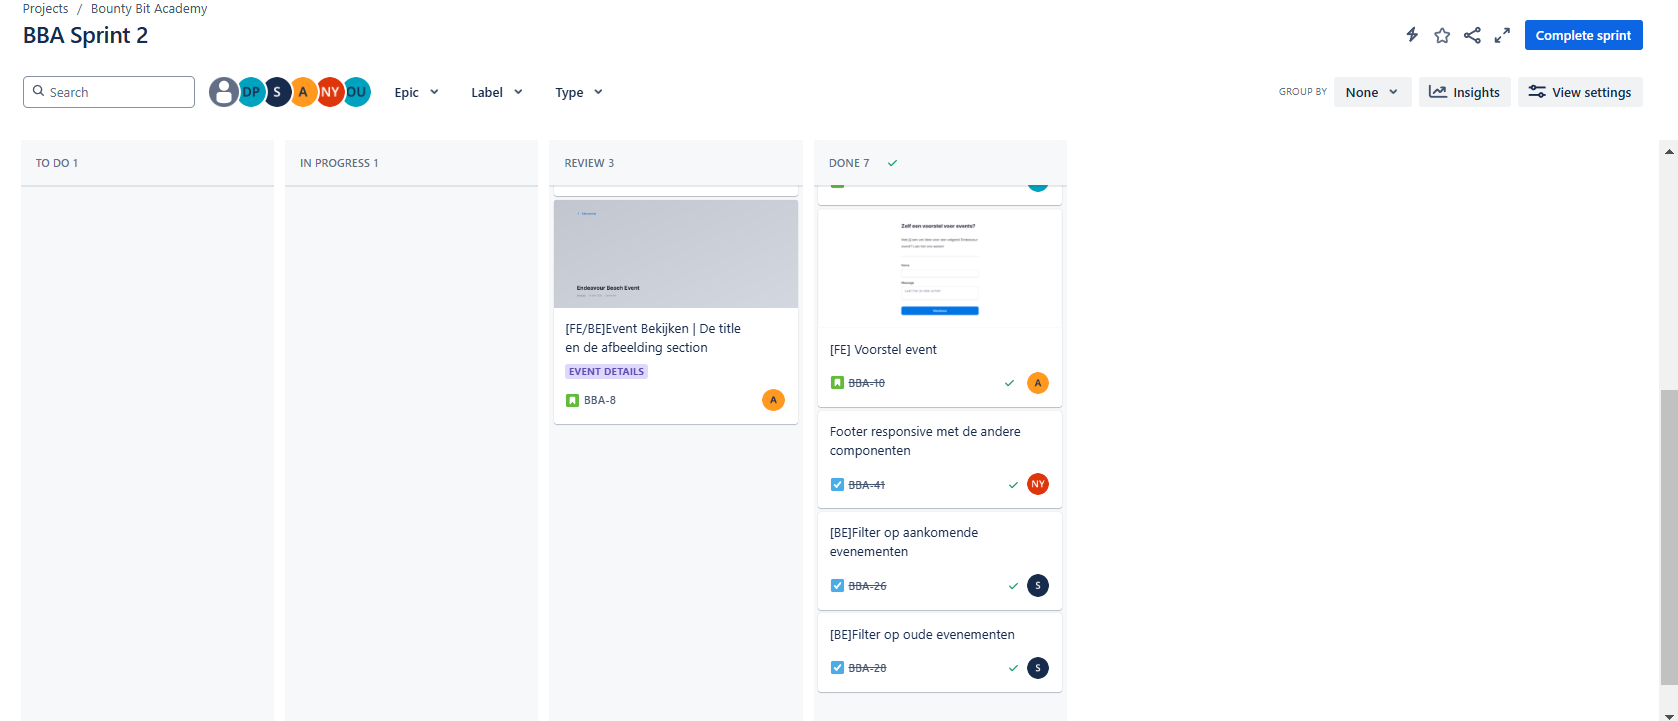 Projects / Bounty Bit Academy
BBA Sprint 2
Complete sprint
Search
DP
S
A
NY
OU
Epic
Label
Type
GROUP BY
None
Insights
View settings
TO DO 1
IN PROGRESS 1
REVIEW 3
DONE 7
Endeavour Beach Event
[FE/BE]Event Bekijken | De title
en de afbeelding section
EVENT DETAILS
BBA-8
A
Zelf een voorstel voor events?
Name
Message
[FE] Voorstel event
BBA-10
A
Footer responsive met de andere
componenten
BBA-41
NY
[BE]Filter op aankomende
evenementen
BBA-26
S
[BE]Filter op oude evenementen
BBA-28
S